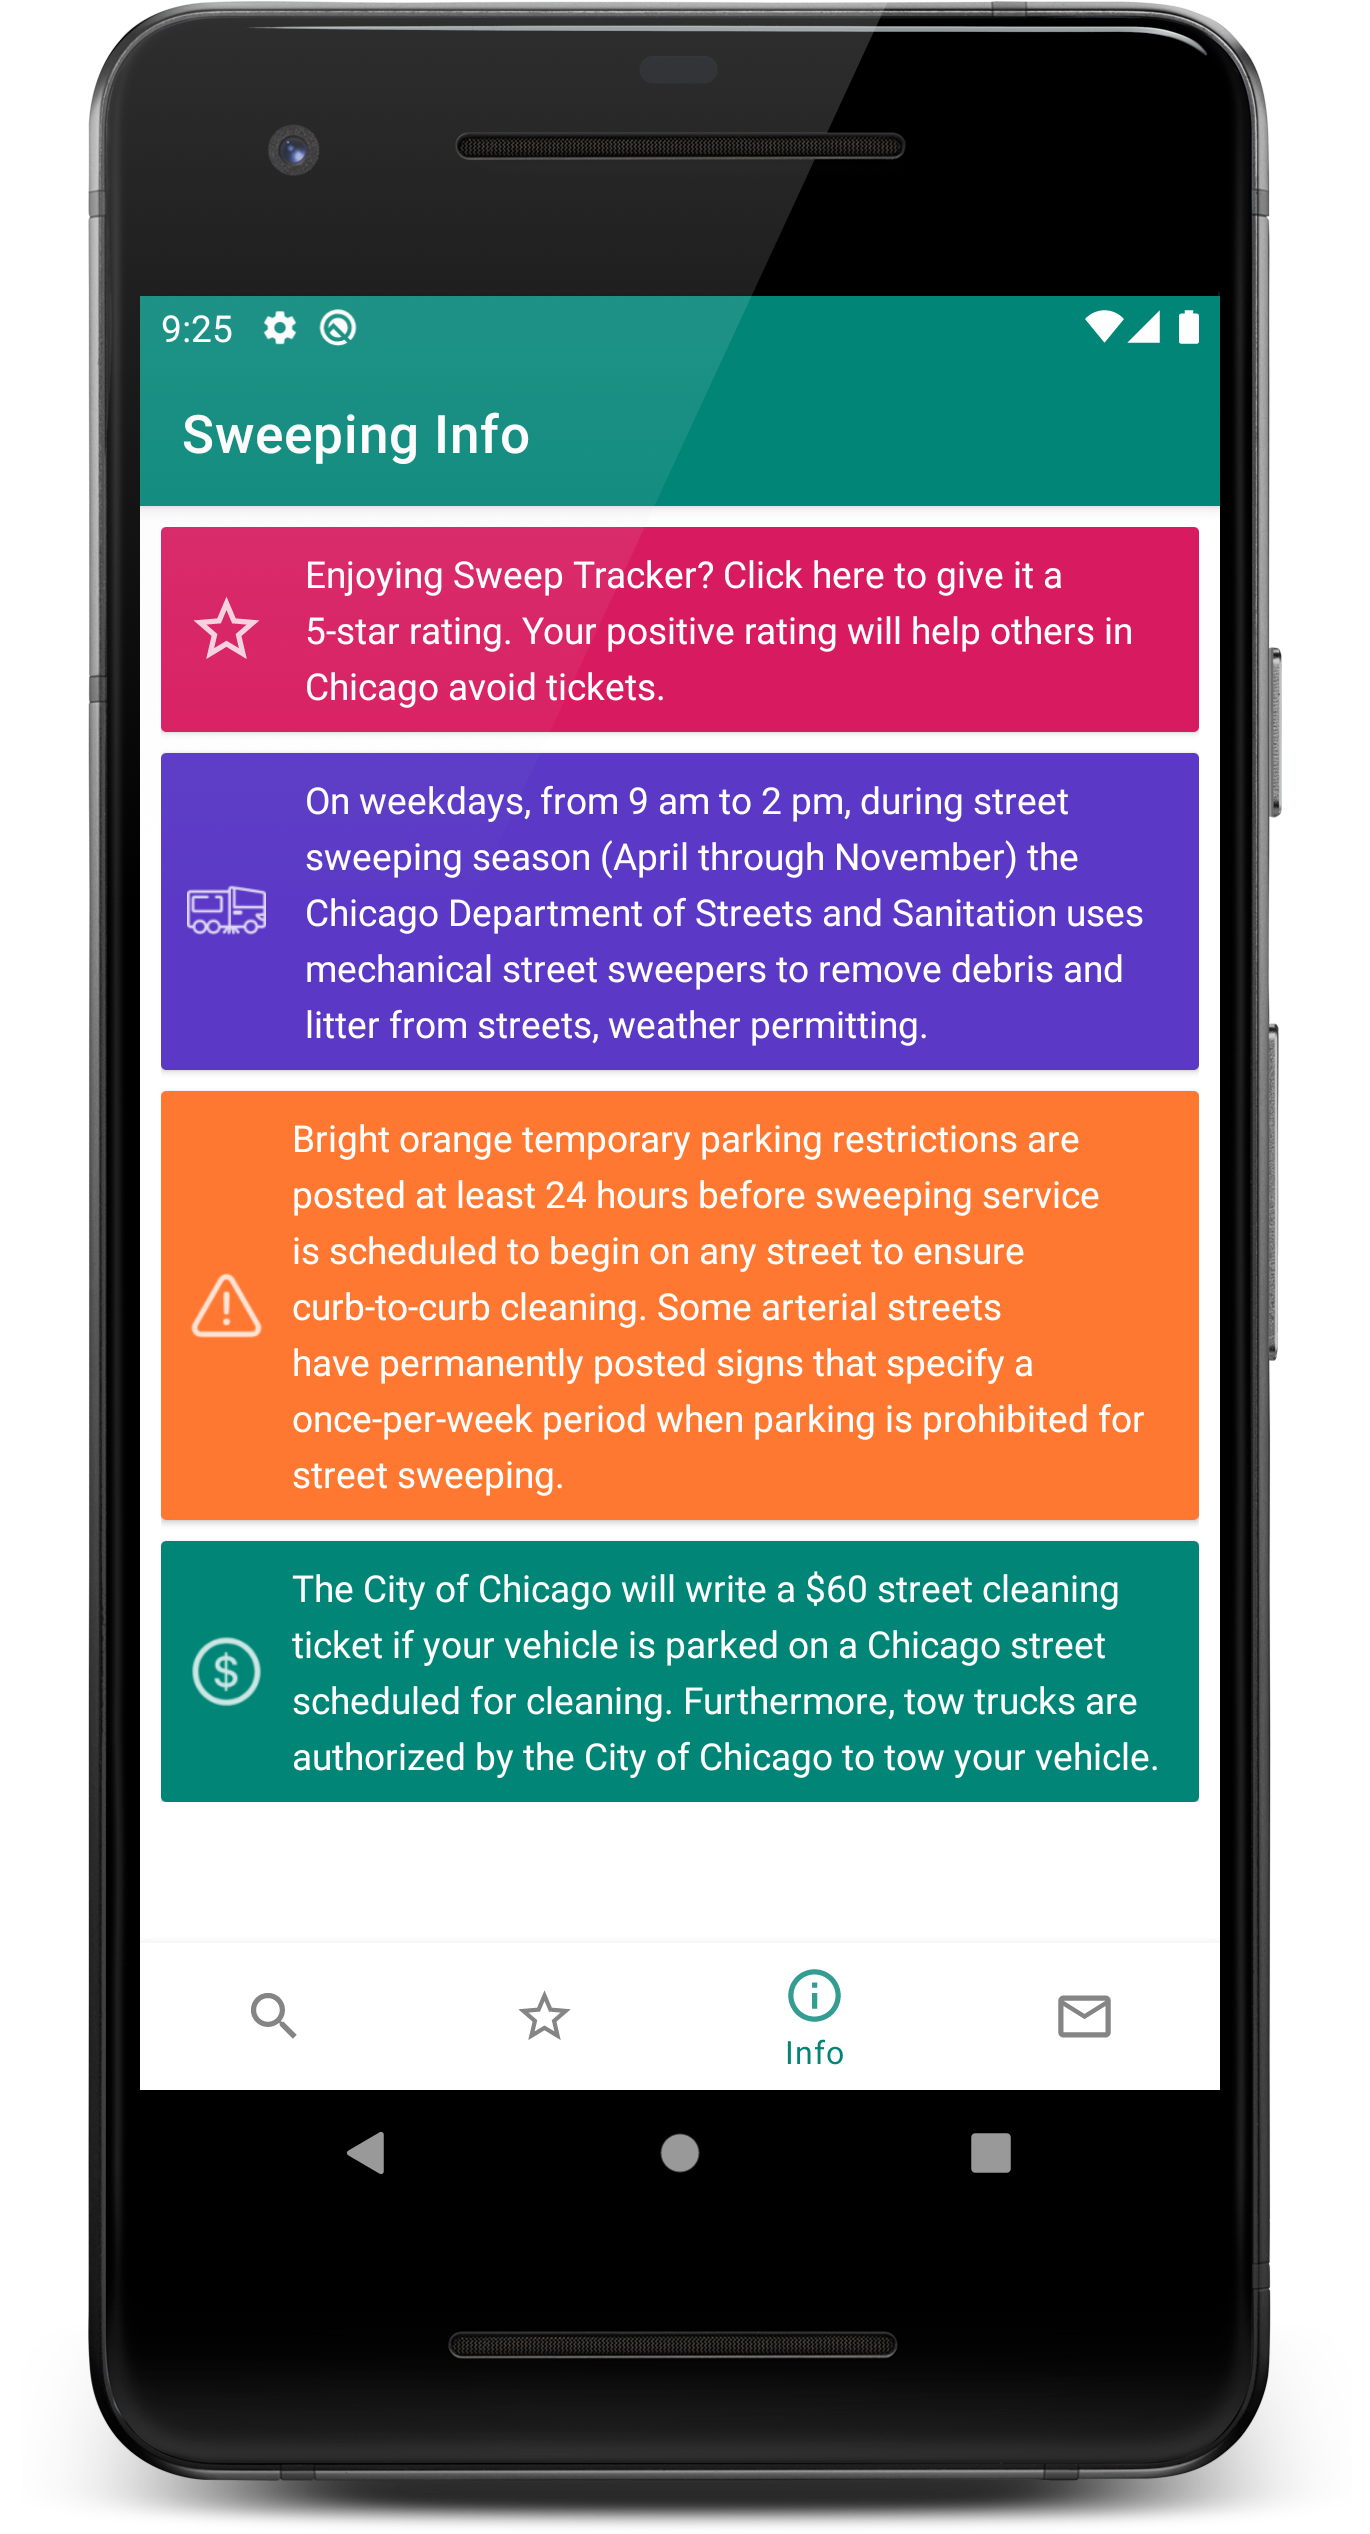 9:25
Sweeping Info
Enjoying Sweep Tracker? Click here to give it a
5-star rating. Your positive rating will help others in
Chicago avoid tickets.
On weekdays, from 9 am to 2 pm, during street
sweeping season (April through November) the
Chicago Department of Streets and Sanitation uses
mechanical street sweepers to remove debris and
litter from streets, weather permitting.
Bright orange temporary parking restrictions are
posted at least 24 hours before sweeping service
is scheduled to begin on any street to ensure
curb-to-curb cleaning. Some arterial streets
have permanently posted signs that specify a
once-per-week period when parking is prohibited for
street sweeping.
The City of Chicago will write a $60 street cleaning
ticket if your vehicle is parked on a Chicago street
scheduled for cleaning. Furthermore, tow trucks are
authorized by the City of Chicago to tow your vehicle.
Info